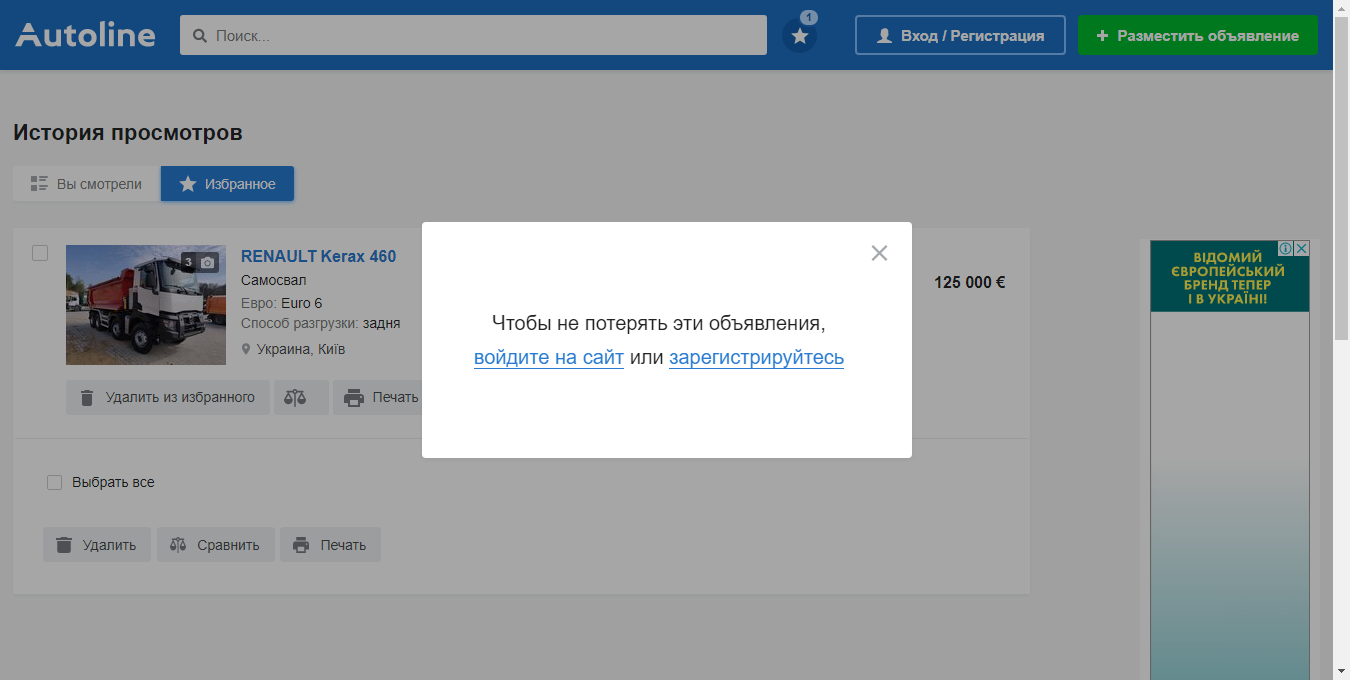 Autoline
Поиск...
1
Вход / Регистрация
+ Разместить объявление
История просмотров
Вы смотрели
Избранное
3
RENAULT Kerax 460
Самосвал
Евро: Euro 6
Способ разгрузки: задня
Украина, Київ
125 000 €
Удалить из избранного
Печать
Чтобы не потерять эти объявления,
войдите на сайт или зарегистрируйтесь
Выбрать все
Удалить
Сравнить
Печать
ВІДОМИЙ
ЄВРОПЕЙСЬКИЙ
БРЕНД ТЕПЕР
І В УКРАЇНІ!